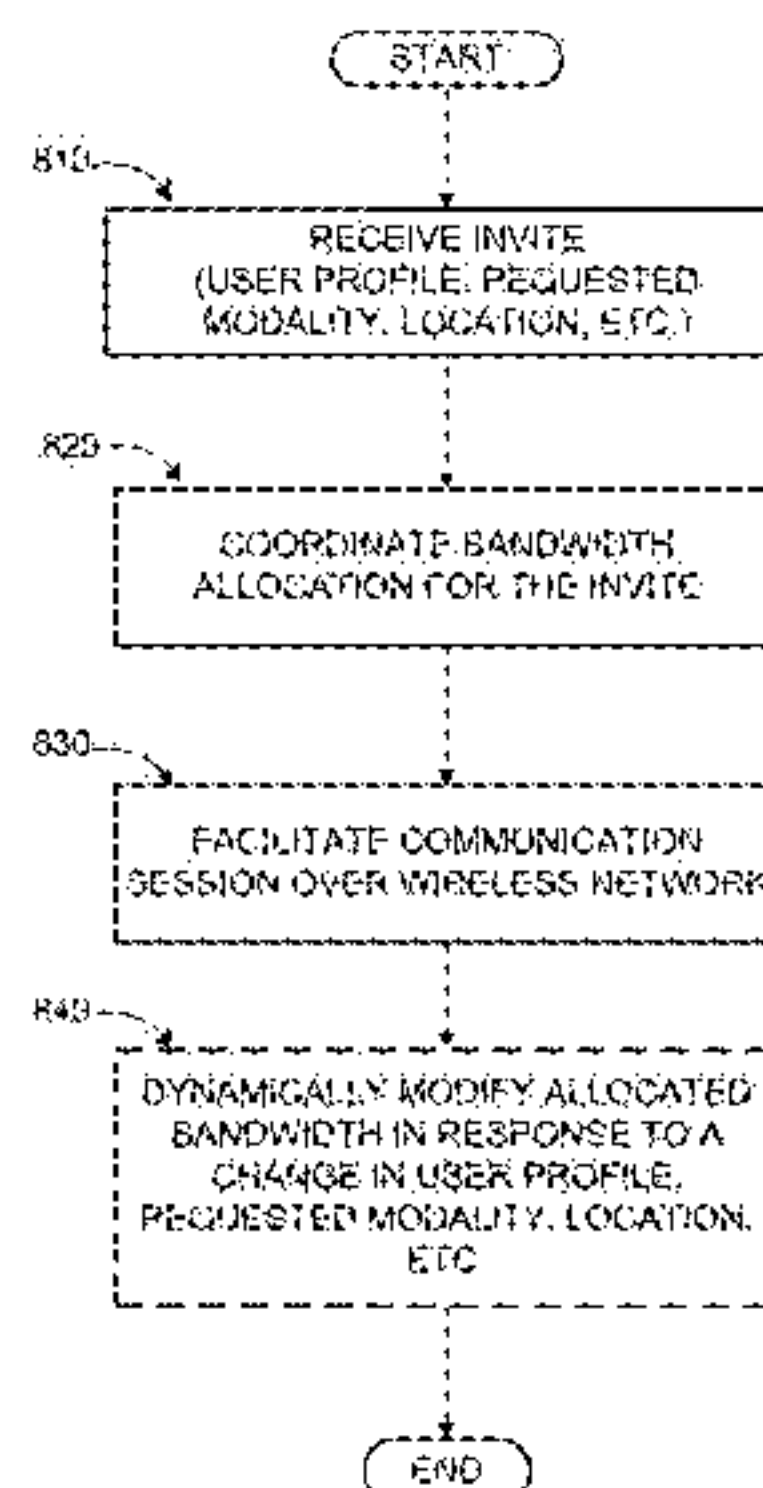 START
810
RECEIVE INVITE
(USER PROFILE, REQUESTED
MODALITY, LOCATION, ETC.)
820
COORDINATE BANDWIDTH
ALLOCATION FOR THE INVITE
830
FACILITATE COMMUNICATION
SESSION OVER WIRELESS NETWORK
840
DYNAMICALLY MODIFY ALLOCATED
BANDWIDTH IN RESPONSE TO A
CHANGE IN USER PROFILE,
REQUESTED MODALITY, LOCATION,
ETC
END